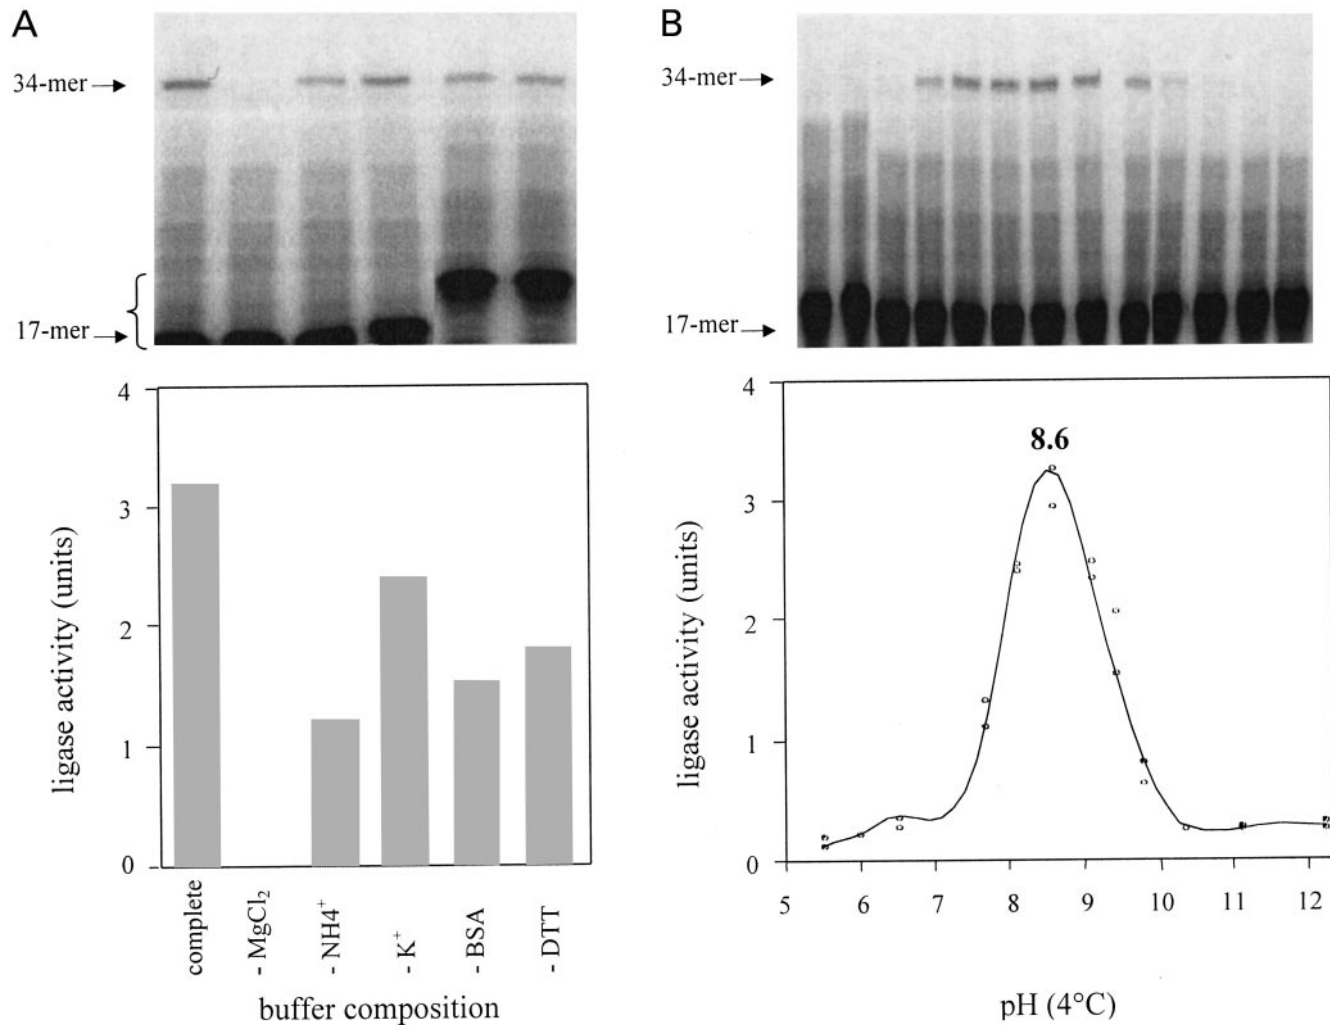 A
34-mer
17-mer
4
3
2
1
0
ligase activity (units)
complete
- MgCl₂
- NH4⁺
- K⁺
- BSA
- DTT
buffer composition
B
34-mer
17-mer
4
3
2
1
0
ligase activity (units)
8.6
5 6 7 8 9 10 11 12
pH (4°C)